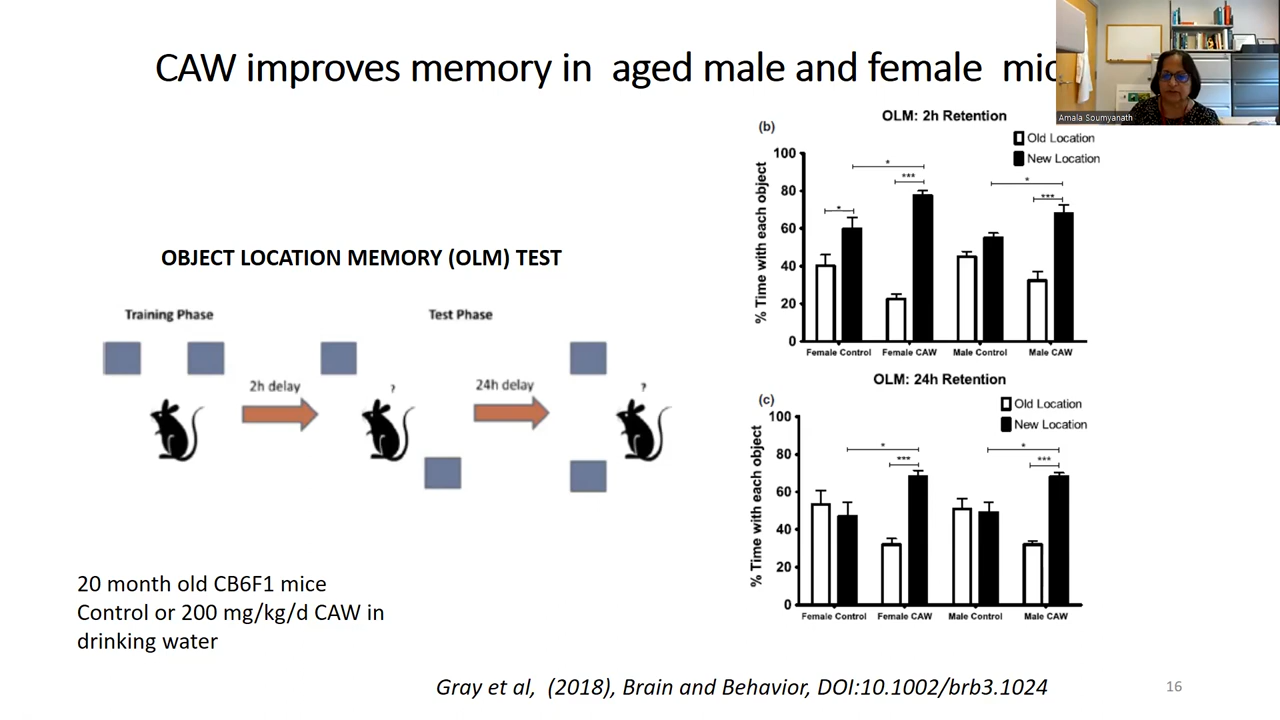 CAW improves memory in aged male and female mic
Amala Soumyanath
OBJECT LOCATION MEMORY (OLM) TEST
Training Phase
Test Phase
2h delay
?
24h delay
?
20 month old CB6F1 mice
Control or 200 mg/kg/d CAW in
drinking water
(b)
OLM: 2h Retention
Old Location
New Location
% Time with each object
100
80
60
40
20
0
*
***
*
*
***
Female Control
Female CAW
Male Control
Male CAW
(c)
OLM: 24h Retention
Old Location
New Location
% Time with each object
100
80
60
40
20
0
*
***
*
***
Female Control
Female CAW
Male Control
Male CAW
Gray et al, (2018), Brain and Behavior, DOI:10.1002/brb3.1024
16